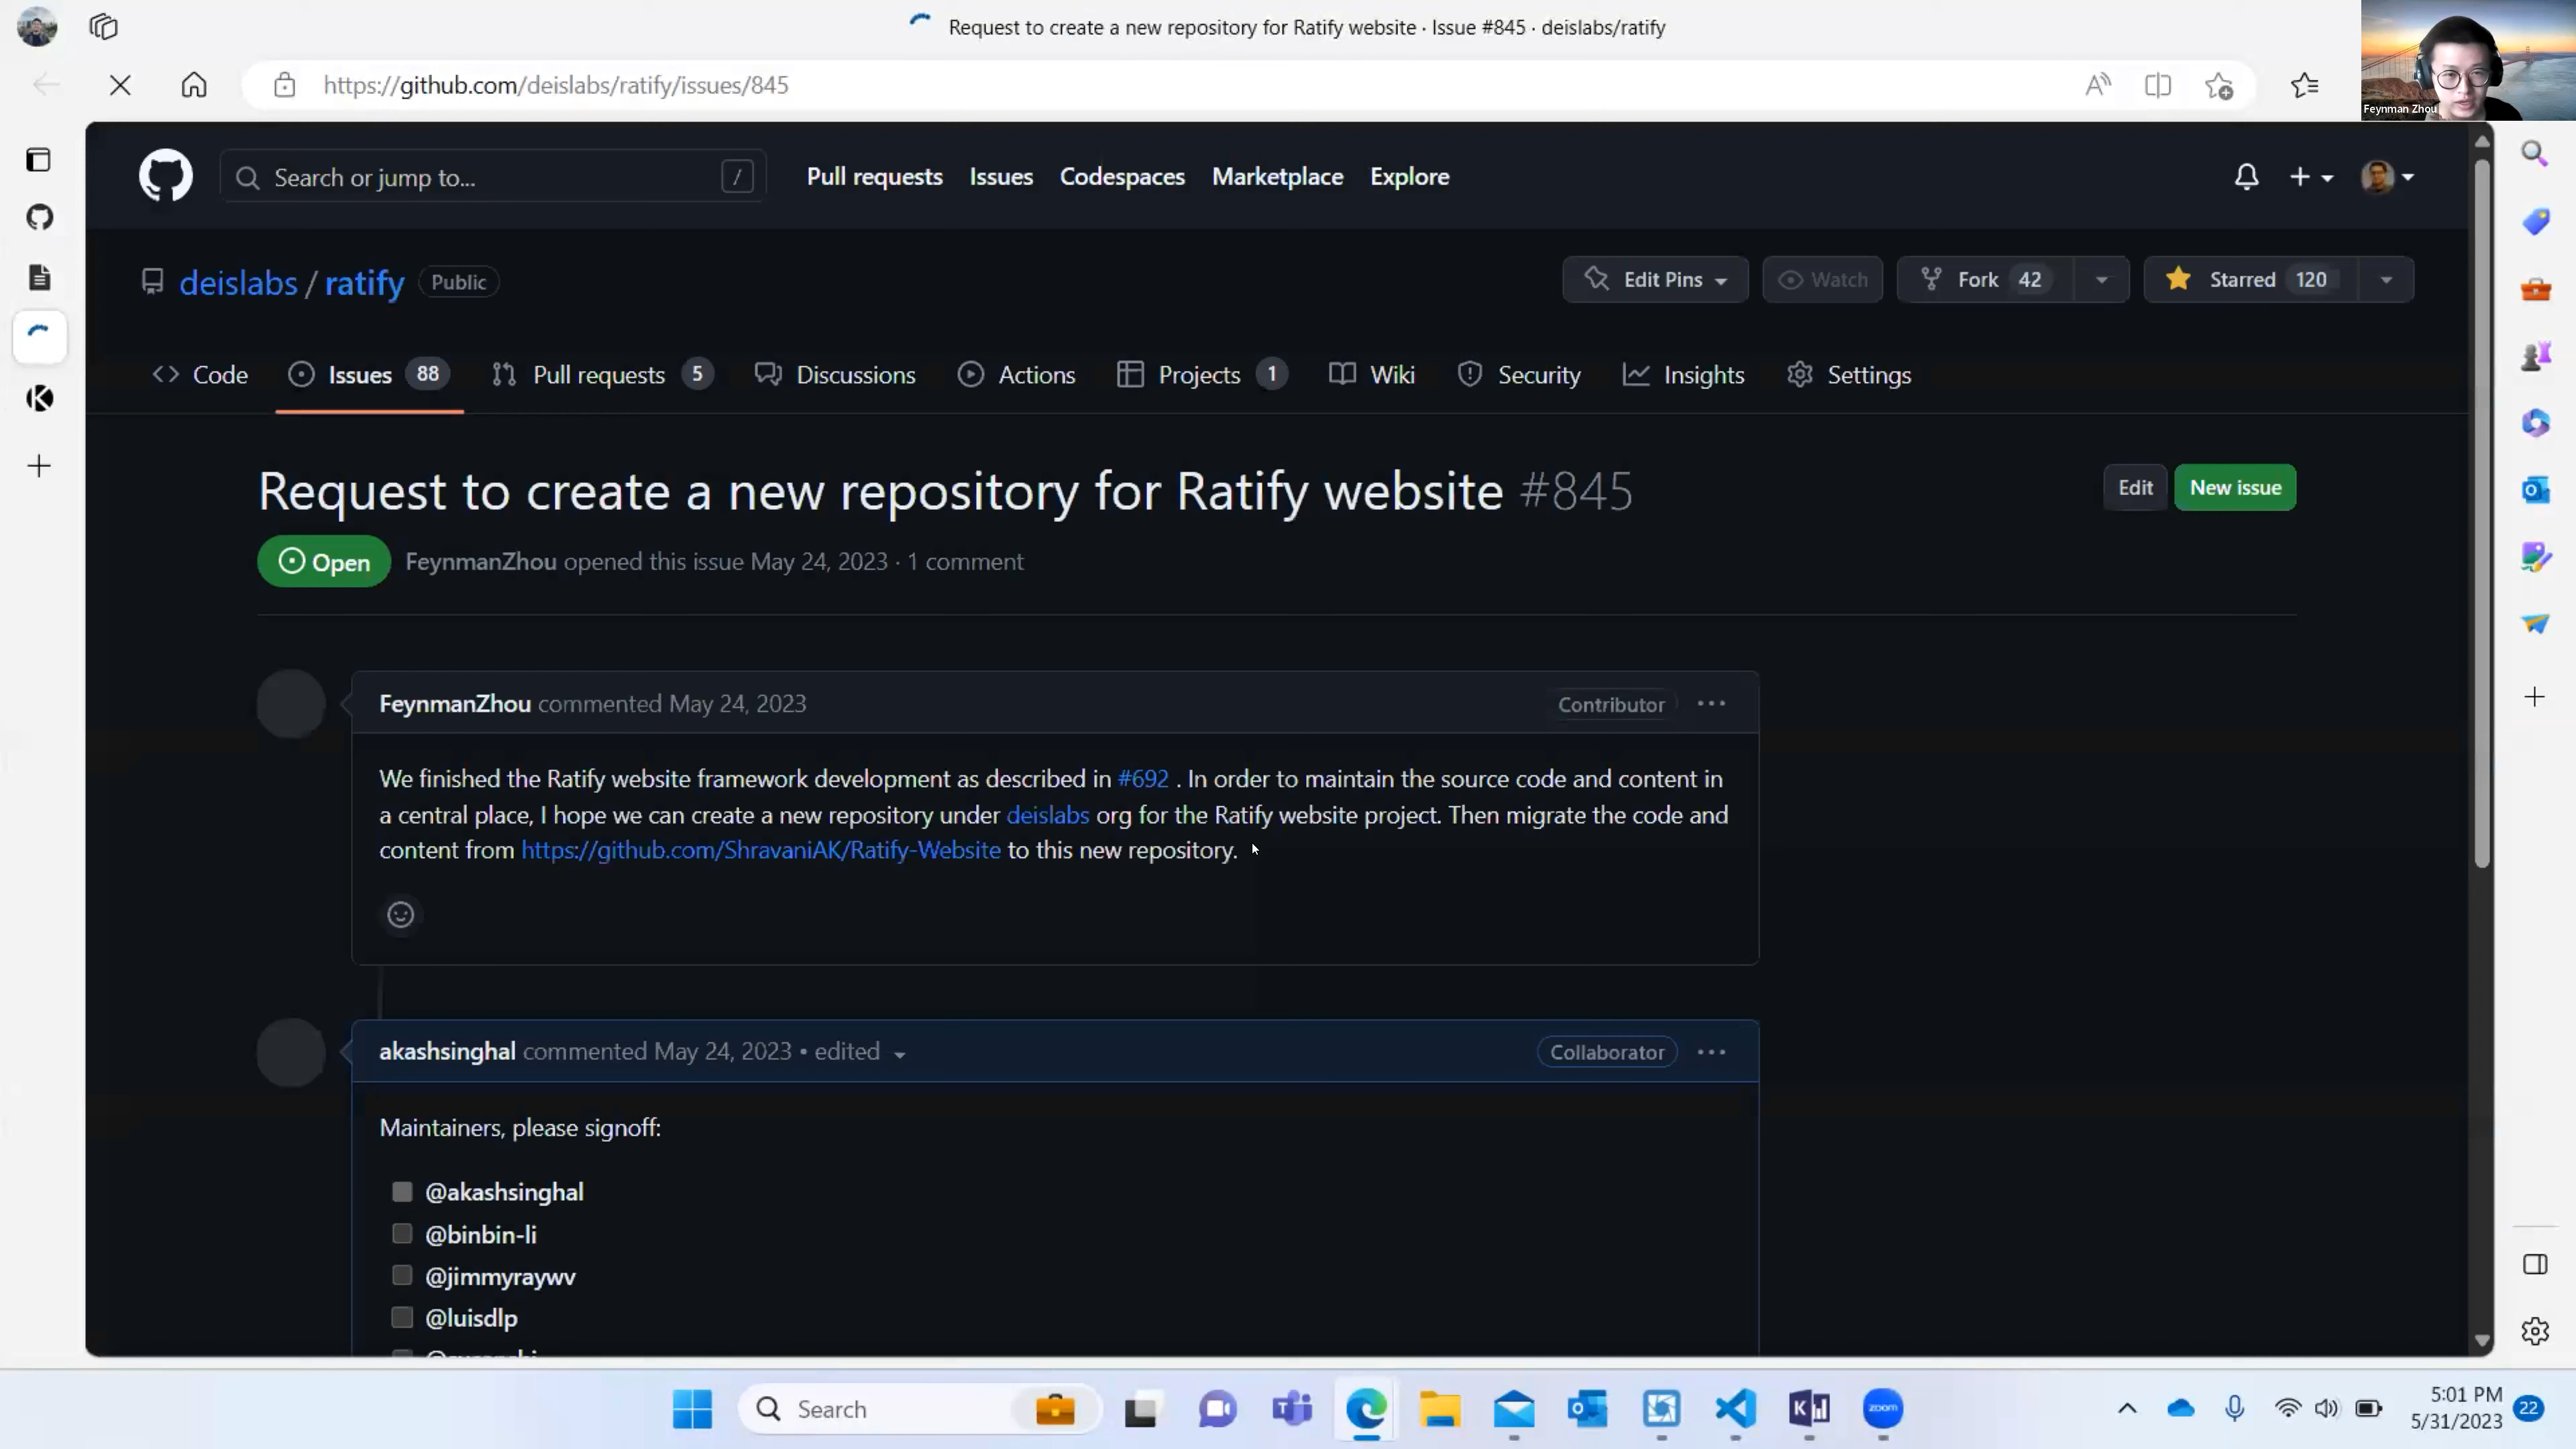 Request to create a new repository for Ratify website · Issue #845 · deislabs/ratify
https://github.com/deislabs/ratify/issues/845
Feynman Zhou
Search or jump to...
/
Pull requests
Issues
Codespaces
Marketplace
Explore
deislabs / ratify
Public
Edit Pins
Watch
Fork 42
Starred 120
Code
Issues 88
Pull requests 5
Discussions
Actions
Projects 1
Wiki
Security
Insights
Settings
Request to create a new repository for Ratify website #845
Edit
New issue
Open
FeynmanZhou opened this issue May 24, 2023 · 1 comment
FeynmanZhou commented May 24, 2023
Contributor
We finished the Ratify website framework development as described in #692 . In order to maintain the source code and content in
a central place, I hope we can create a new repository under deislabs org for the Ratify website project. Then migrate the code and
content from https://github.com/ShravaniAK/Ratify-Website to this new repository.
akashsinghal commented May 24, 2023 • edited
Collaborator
Maintainers, please signoff:
@akashsinghal
@binbin-li
@jimmyraywv
@luisdlp
Search
zoom
5:01 PM
5/31/2023
22